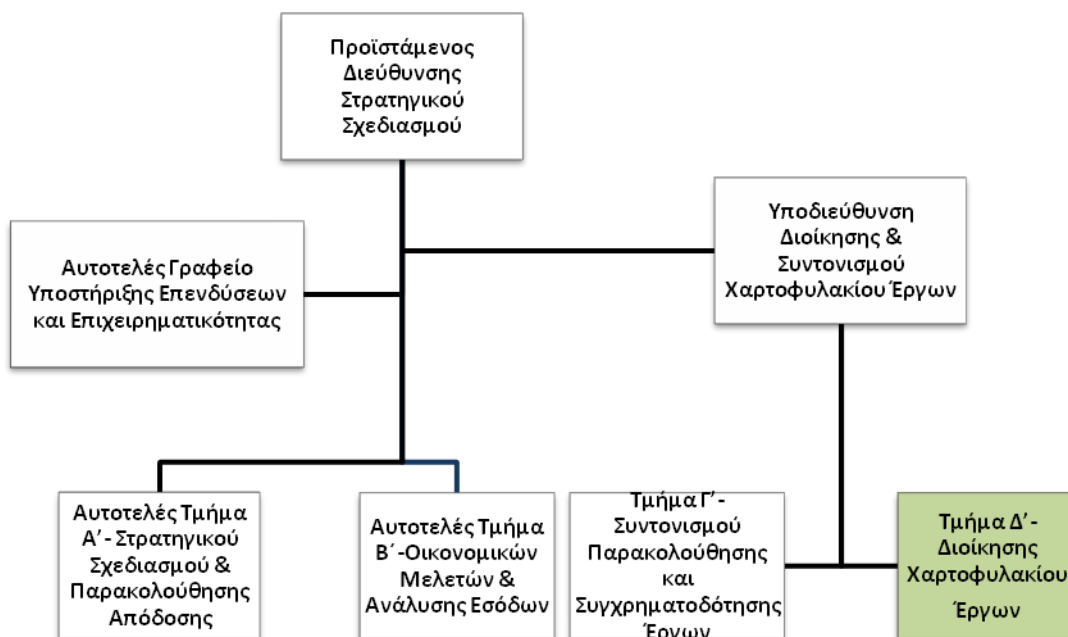 Προϊστάμενος
Διεύθυνσης
Στρατηγικού
Σχεδιασμού
Υποδιεύθυνση
Διοίκησης &
Συντονισμού
Χαρτοφυλακίου Έργων
Αυτοτελές Γραφείο
Υποστήριξης Επενδύσεων
και Επιχειρηματικότητας
Αυτοτελές Τμήμα
Α’- Στρατηγικού
Σχεδιασμού &
Παρακολούθησης
Απόδοσης
Αυτοτελές Τμήμα
Β΄-Οικονομικών
Μελετών &
Ανάλυσης Εσόδων
Τμήμα Γ’-
Συντονισμού
Παρακολούθησης
και
Συγχρηματοδότησης
Έργων
Τμήμα Δ’-
Διοίκησης
Χαρτοφυλακίου
Έργων